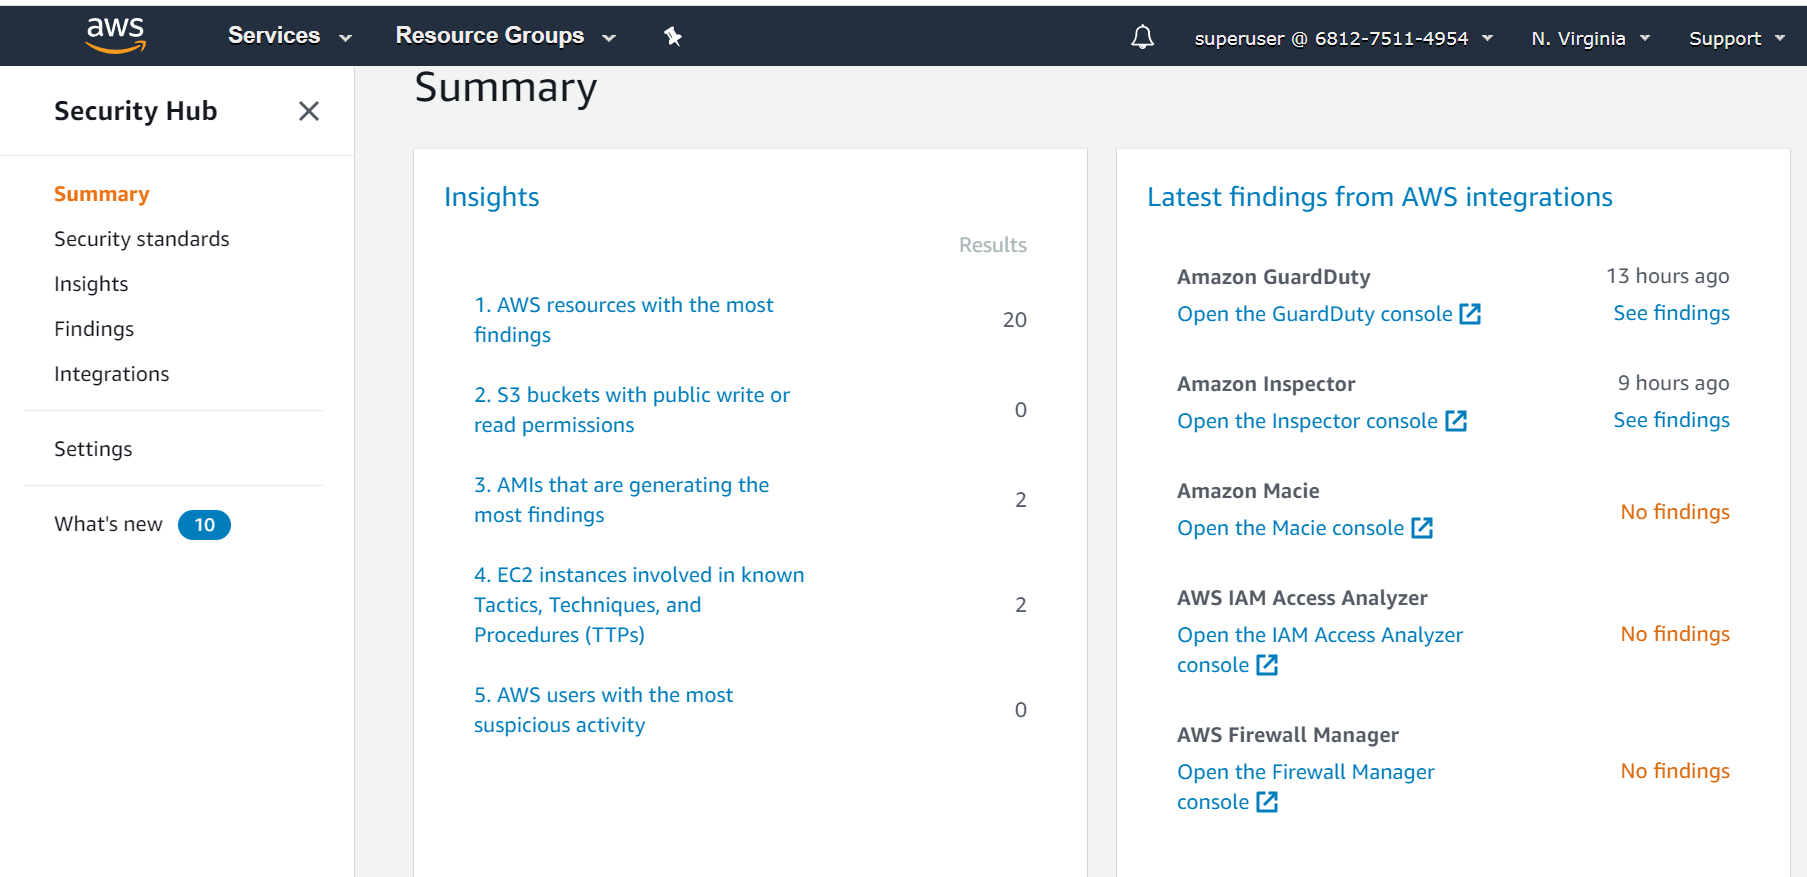 aws Services Resource Groups superuser @ 6812-7511-4954 N. Virginia Support
Security Hub
Summary
Security standards
Insights
Findings
Integrations
Settings
What's new 10
Summary
Insights
Results
1. AWS resources with the most
findings
20
2. S3 buckets with public write or
read permissions
0
3. AMIs that are generating the
most findings
2
4. EC2 instances involved in known
Tactics, Techniques, and
Procedures (TTPs)
2
5. AWS users with the most
suspicious activity
0
Latest findings from AWS integrations
Amazon GuardDuty 13 hours ago
Open the GuardDuty console See findings
Amazon Inspector 9 hours ago
Open the Inspector console See findings
Amazon Macie
Open the Macie console
No findings
AWS IAM Access Analyzer
Open the IAM Access Analyzer
console
No findings
AWS Firewall Manager
Open the Firewall Manager
console
No findings